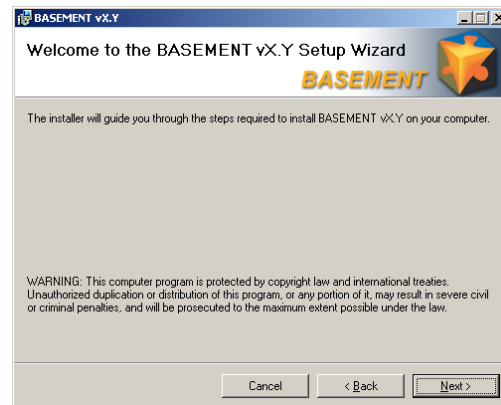 BASEMENT vX.Y
Welcome to the BASEMENT vX.Y Setup Wizard
BASEMENT
The installer will guide you through the steps required to install BASEMENT vX.Y on your computer.
WARNING: This computer program is protected by copyright law and international treaties.
Unauthorized duplication or distribution of this program, or any portion of it, may result in severe civil
or criminal penalties, and will be prosecuted to the maximum extent possible under the law.
Cancel
< Back
Next >